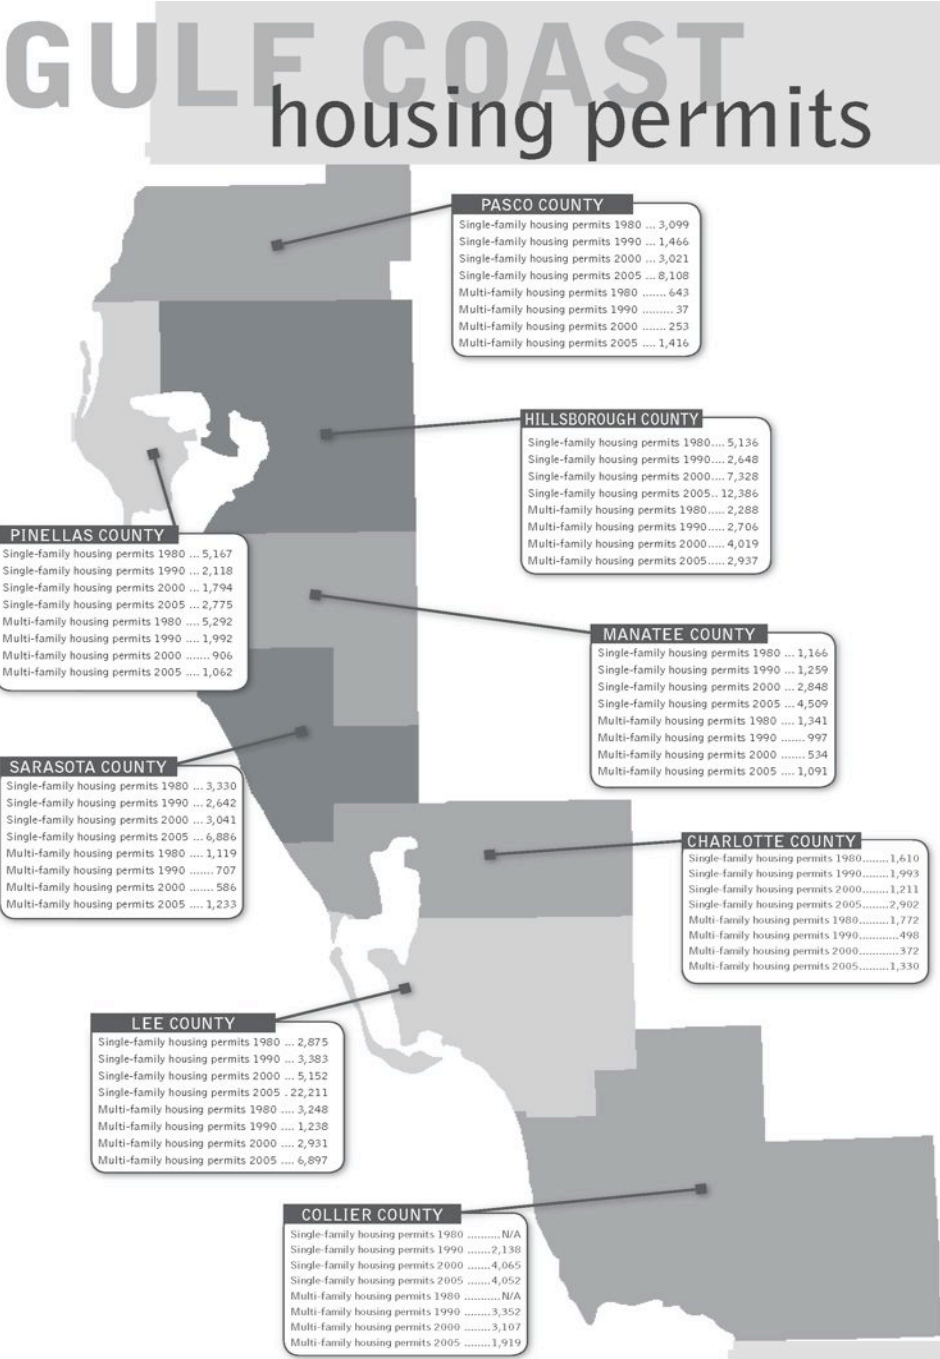 GULF COAST
housing permits
PASCO COUNTY
Single-family housing permits 1980 ... 3,099
Single-family housing permits 1990 ... 1,466
Single-family housing permits 2000 ... 3,021
Single-family housing permits 2005 ... 8,108
Multi-family housing permits 1980 ....... 643
Multi-family housing permits 1990 ......... 37
Multi-family housing permits 2000 ....... 253
Multi-family housing permits 2005 .... 1,416
HILLSBOROUGH COUNTY
Single-family housing permits 1980.... 5,136
Single-family housing permits 1990.... 2,648
Single-family housing permits 2000.... 7,328
Single-family housing permits 2005.. 12,386
Multi-family housing permits 1980..... 2,288
Multi-family housing permits 1990..... 2,706
Multi-family housing permits 2000..... 4,019
Multi-family housing permits 2005..... 2,937
PINELLAS COUNTY
Single-family housing permits 1980 ... 5,167
Single-family housing permits 1990 ... 2,118
Single-family housing permits 2000 ... 1,794
Single-family housing permits 2005 ... 2,775
Multi-family housing permits 1980 .... 5,292
Multi-family housing permits 1990 .... 1,992
Multi-family housing permits 2000 ....... 906
Multi-family housing permits 2005 .... 1,062
MANATEE COUNTY
Single-family housing permits 1980 ... 1,166
Single-family housing permits 1990 ... 1,259
Single-family housing permits 2000 ... 2,848
Single-family housing permits 2005 ... 4,509
Multi-family housing permits 1980 .... 1,341
Multi-family housing permits 1990 ....... 997
Multi-family housing permits 2000 ....... 534
Multi-family housing permits 2005 .... 1,091
SARASOTA COUNTY
Single-family housing permits 1980 ... 3,330
Single-family housing permits 1990 ... 2,642
Single-family housing permits 2000 ... 3,041
Single-family housing permits 2005 ... 6,886
Multi-family housing permits 1980 .... 1,119
Multi-family housing permits 1990 ....... 707
Multi-family housing permits 2000 ....... 586
Multi-family housing permits 2005 .... 1,233
CHARLOTTE COUNTY
Single-family housing permits 1980........1,610
Single-family housing permits 1990........1,993
Single-family housing permits 2000........1,211
Single-family housing permits 2005........2,902
Multi-family housing permits 1980.........1,772
Multi-family housing permits 1990............498
Multi-family housing permits 2000............372
Multi-family housing permits 2005.........1,330
LEE COUNTY
Single-family housing permits 1980 ... 2,875
Single-family housing permits 1990 ... 3,383
Single-family housing permits 2000 ... 5,152
Single-family housing permits 2005 . 22,211
Multi-family housing permits 1980 .... 3,248
Multi-family housing permits 1990 .... 1,238
Multi-family housing permits 2000 .... 2,931
Multi-family housing permits 2005 .... 6,897
COLLIER COUNTY
Single-family housing permits 1980 ..........N/A
Single-family housing permits 1990 .......2,138
Single-family housing permits 2000 .......4,065
Single-family housing permits 2005 .......4,052
Multi-family housing permits 1980 ...........N/A
Multi-family housing permits 1990 ........3,352
Multi-family housing permits 2000 ........3,107
Multi-family housing permits 2005 ........1,919